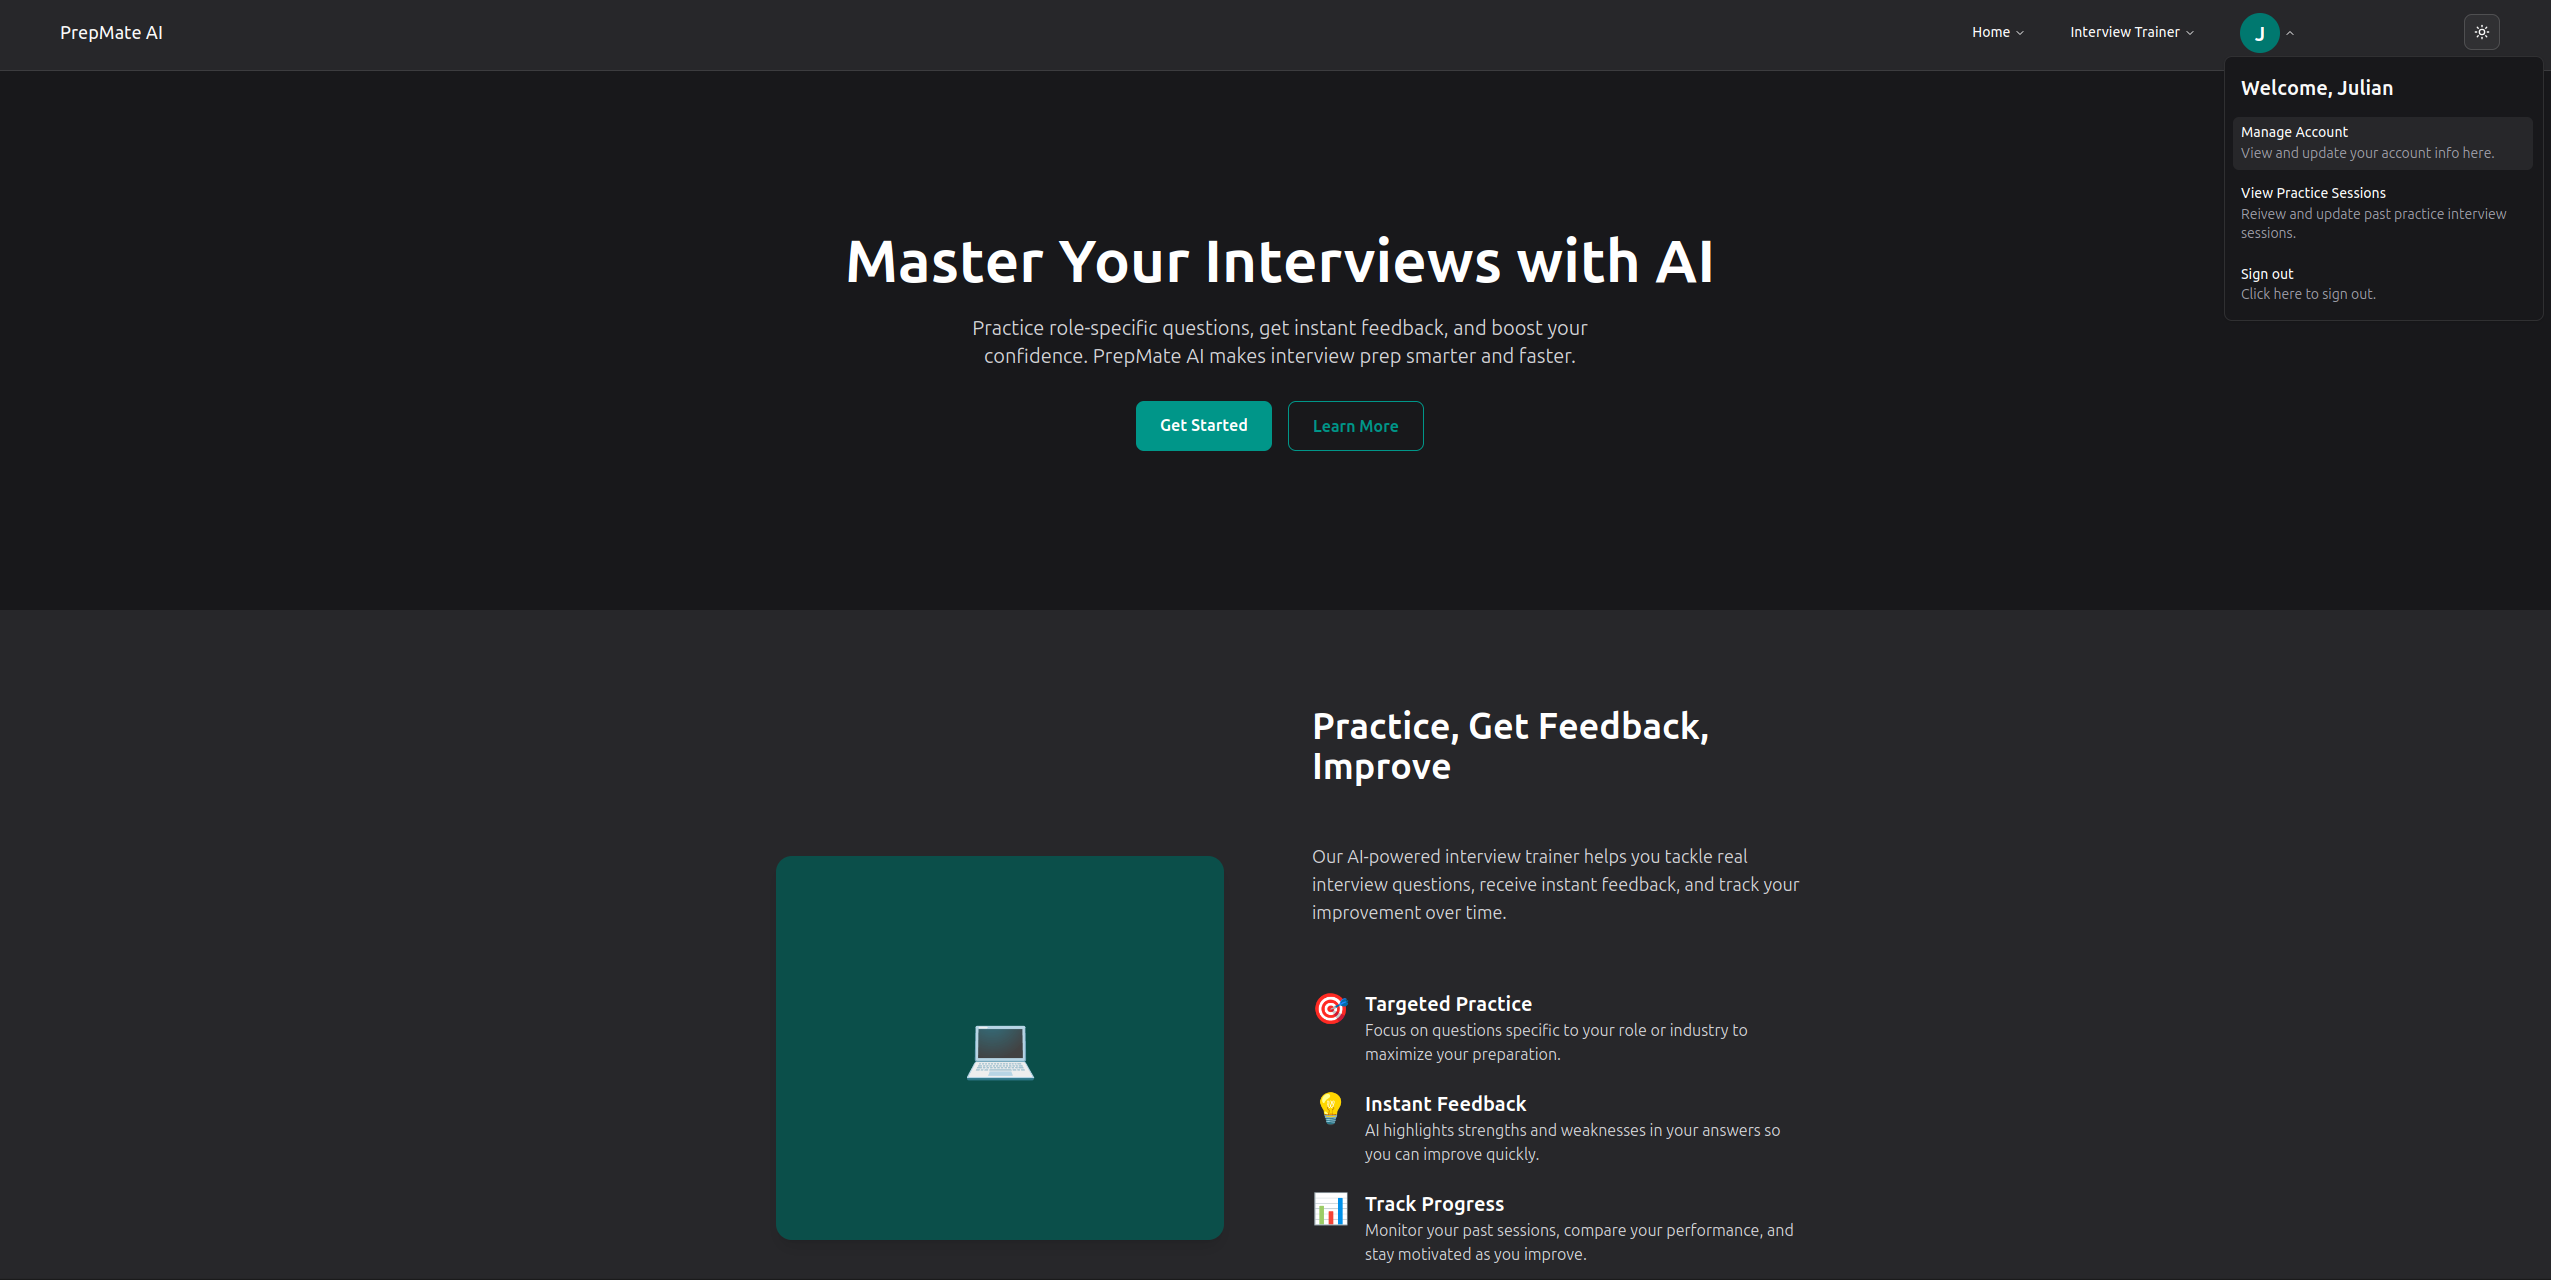 PrepMate AI
Home
Interview Trainer
J
Welcome, Julian
Manage Account
View and update your account info here.
View Practice Sessions
Reivew and update past practice interview
sessions.
Sign out
Click here to sign out.
Master Your Interviews with AI
Practice role-specific questions, get instant feedback, and boost your
confidence. PrepMate AI makes interview prep smarter and faster.
Get Started
Learn More
Practice, Get Feedback,
Improve
Our AI-powered interview trainer helps you tackle real
interview questions, receive instant feedback, and track your
improvement over time.
Targeted Practice
Focus on questions specific to your role or industry to
maximize your preparation.
Instant Feedback
AI highlights strengths and weaknesses in your answers so
you can improve quickly.
Track Progress
Monitor your past sessions, compare your performance, and
stay motivated as you improve.